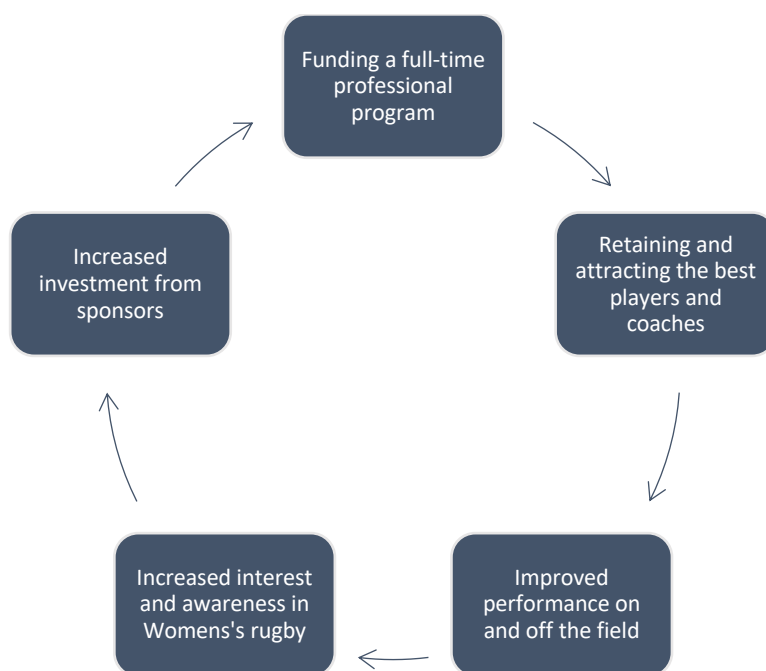 Funding a full-time
professional
program
Retaining and
attracting the best
players and
coaches
Improved
performance on
and off the field
Increased interest
and awareness in
Womens's rugby
Increased
investment from
sponsors